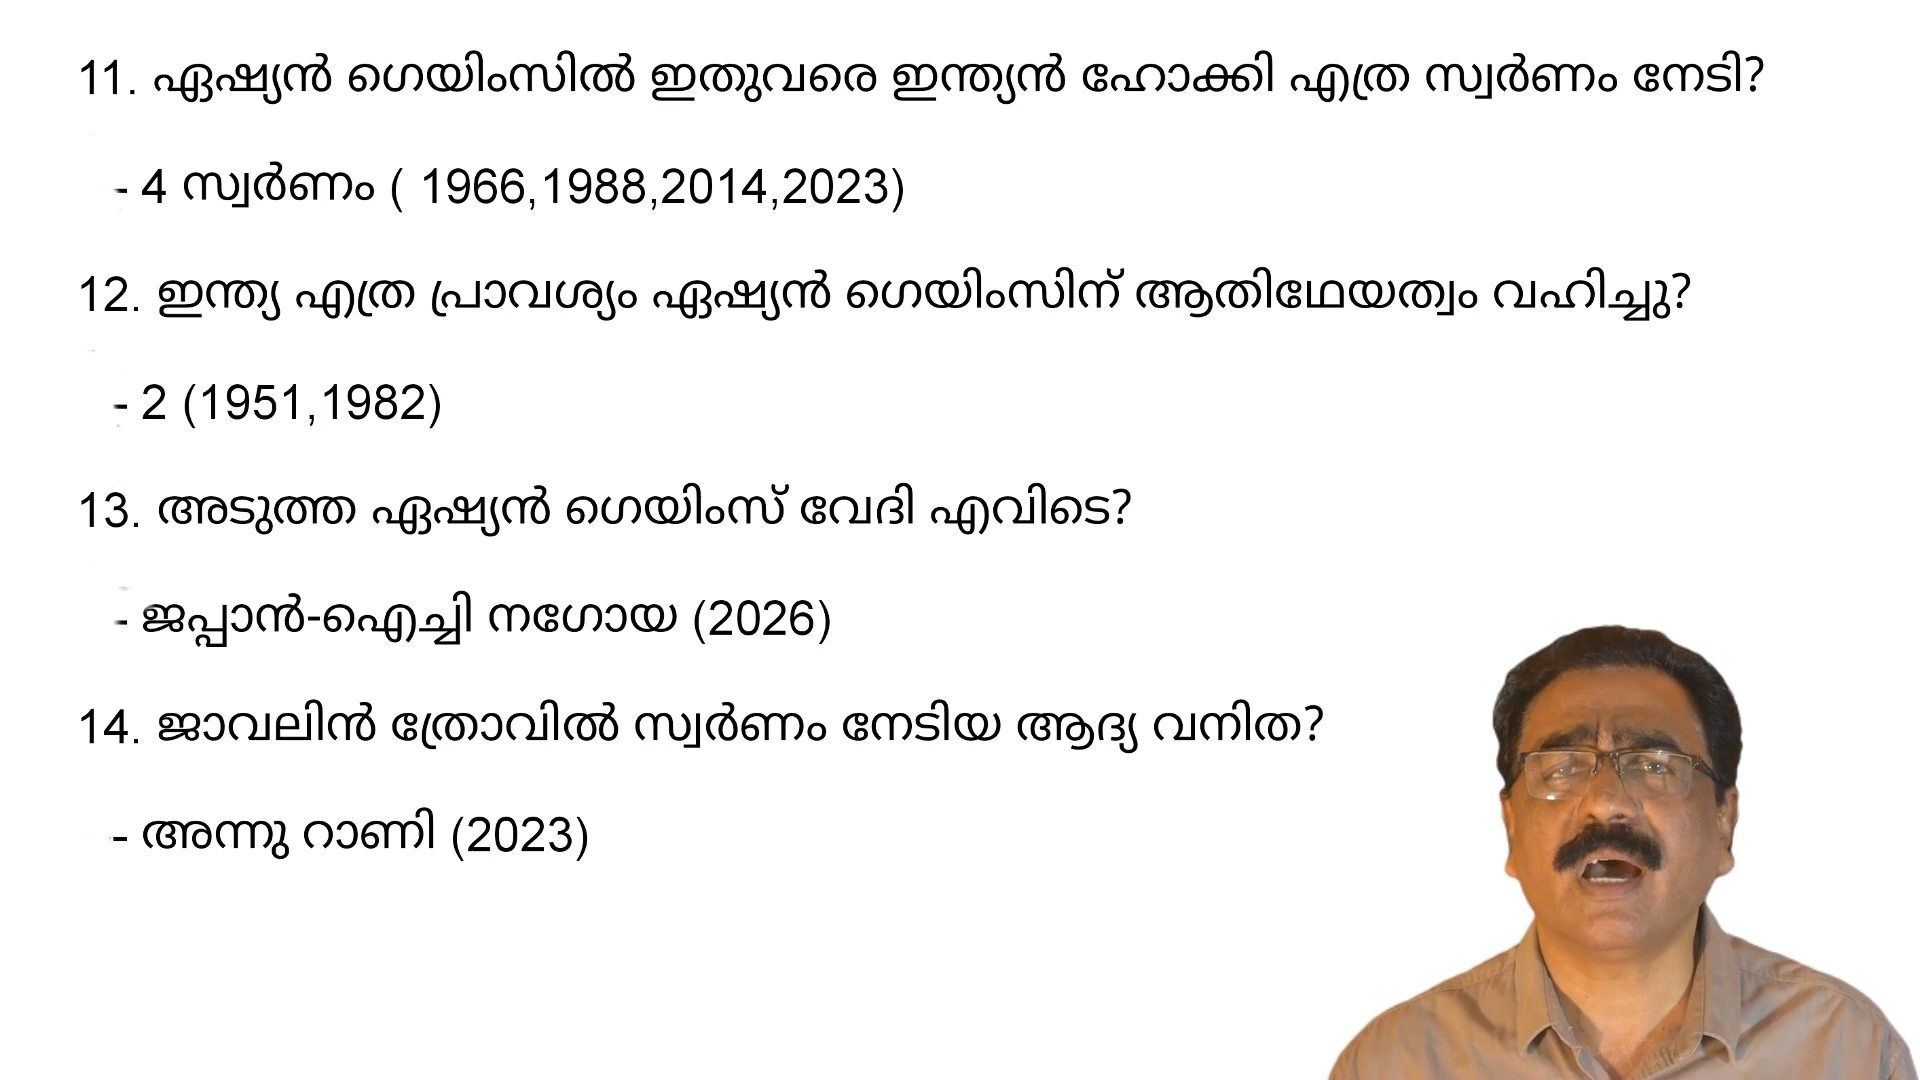 11. ഏഷ്യൻ ഗെയിംസിൽ ഇതുവരെ ഇന്ത്യൻ ഹോക്കി എത്ര സ്വർണം നേടി?
- 4 സ്വർണം ( 1966,1988,2014,2023)
12. ഇന്ത്യ എത്ര പ്രാവശ്യം ഏഷ്യൻ ഗെയിംസിന് ആതിഥേയത്വം വഹിച്ചു?
- 2 (1951,1982)
13. അടുത്ത ഏഷ്യൻ ഗെയിംസ് വേദി എവിടെ?
- ജപ്പാൻ-ഐച്ചി നഗോയ (2026)
14. ജാവലിൻ ത്രോവിൽ സ്വർണം നേടിയ ആദ്യ വനിത?
- അന്നു റാണി (2023)